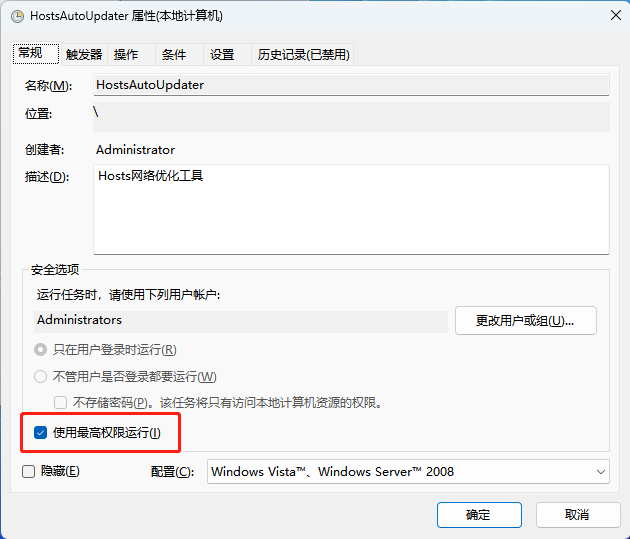 HostsAutoUpdater 属性(本地计算机)
常规 触发器 操作 条件 设置 历史记录(已禁用)
名称(M): HostsAutoUpdater
位置: \
创建者: Administrator
描述(D): Hosts网络优化工具
安全选项
运行任务时，请使用下列用户帐户:
Administrators 更改用户或组(U)...
只在用户登录时运行(R)
不管用户是否登录都要运行(W)
不存储密码(P)。该任务将只有访问本地计算机资源的权限。
使用最高权限运行(I)
隐藏(E) 配置(C): Windows Vista™、Windows Server™ 2008
确定 取消